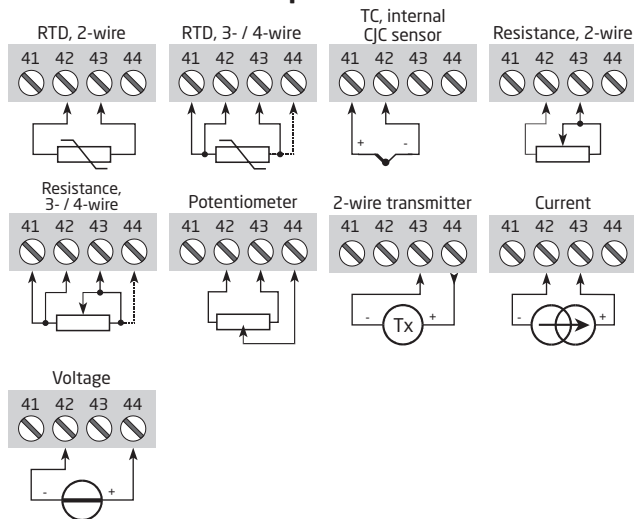 RTD, 2-wire
41 42 43 44
RTD, 3- / 4-wire
41 42 43 44
TC, internal
CJC sensor
41 42 43 44
+ -
Resistance, 2-wire
41 42 43 44
Resistance,
3- / 4-wire
41 42 43 44
Potentiometer
41 42 43 44
2-wire transmitter
41 42 43 44
- Tx +
Current
41 42 43 44
- +
Voltage
41 42 43 44
- +